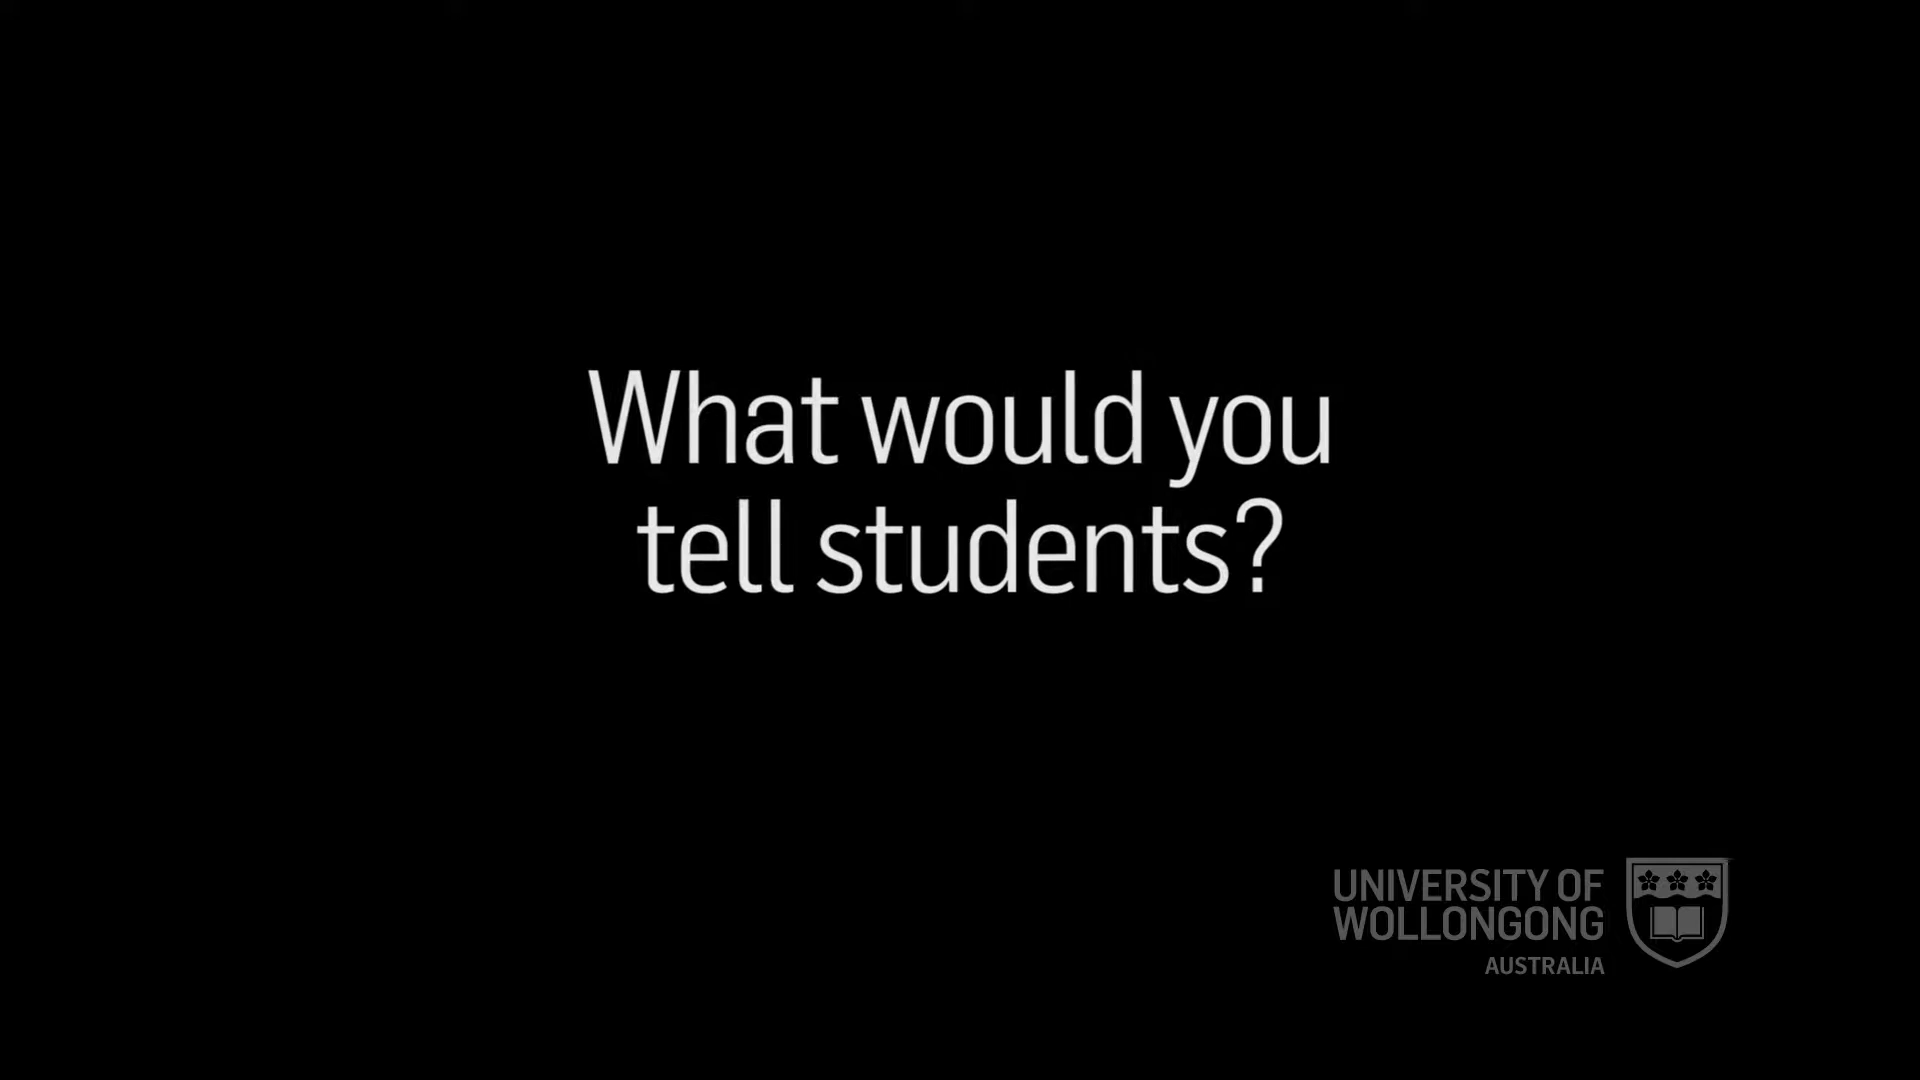 What would you
tell students?
UNIVERSITY OF
WOLLONGONG
AUSTRALIA